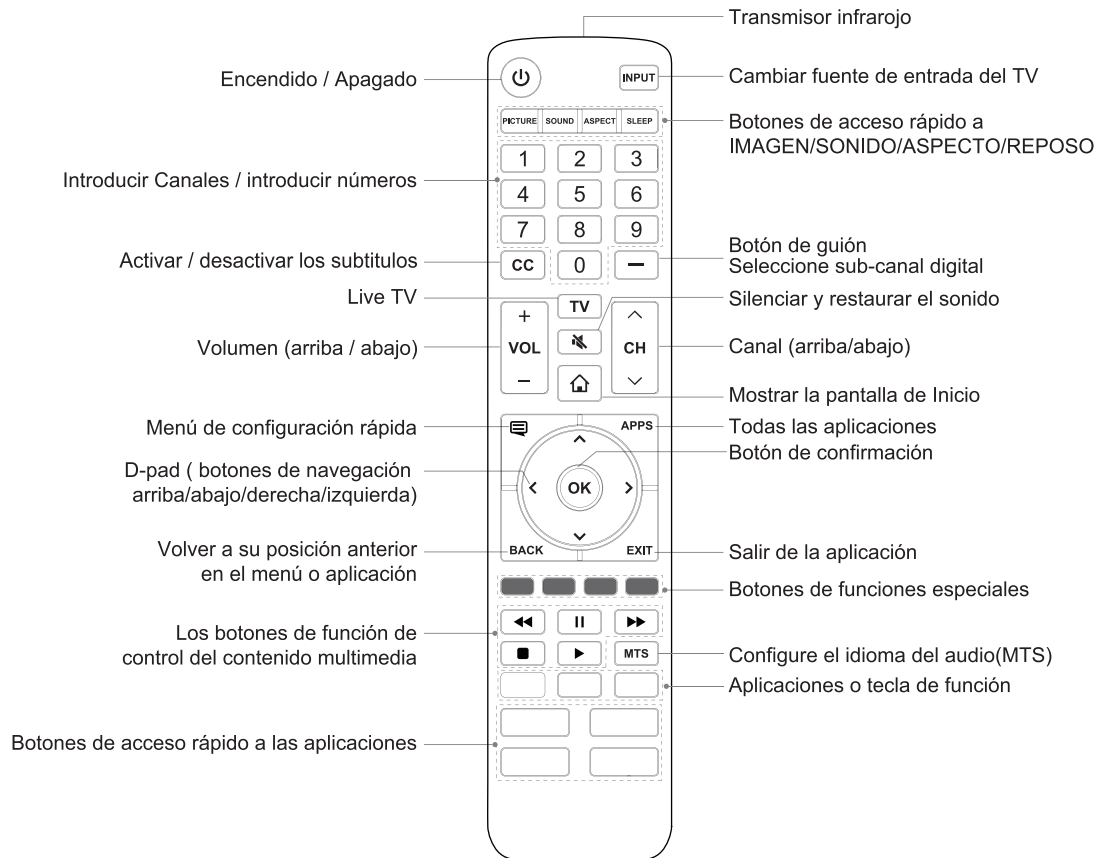 Transmisor infrarojo
Encendido / Apagado
INPUT
Cambiar fuente de entrada del TV
PICTURE SOUND ASPECT SLEEP
Botones de acceso rápido a
IMAGEN/SONIDO/ASPECTO/REPOSO
1 2 3
Introducir Canales / introducir números
4 5 6
7 8 9
Botón de guión
Seleccione sub-canal digital
Activar / desactivar los subtitulos
CC 0 —
Live TV
TV
Silenciar y restaurar el sonido
+
Volumen (arriba / abajo)
VOL
CH
Canal (arriba/abajo)
–
Mostrar la pantalla de Inicio
Menú de configuración rápida
APPS
Todas las aplicaciones
Botón de confirmación
D-pad ( botones de navegación
arriba/abajo/derecha/izquierda)
OK
Volver a su posición anterior
en el menú o aplicación
BACK
EXIT
Salir de la aplicación
Botones de funciones especiales
Los botones de función de
control del contenido multimedia
MTS
Configure el idioma del audio(MTS)
Aplicaciones o tecla de función
Botones de acceso rápido a las aplicaciones